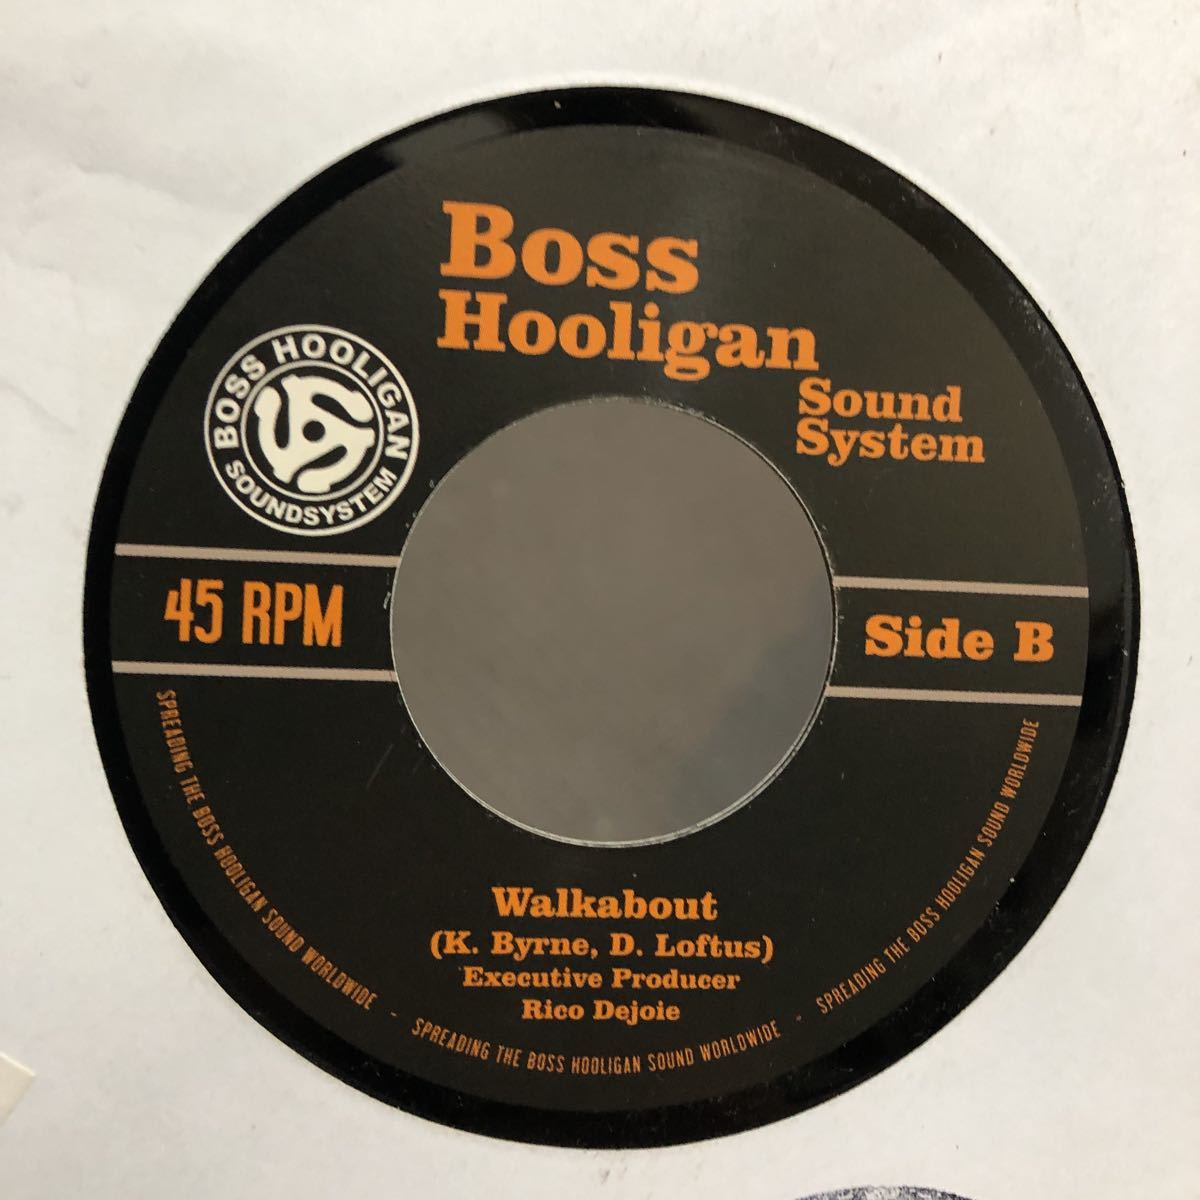 Boss
Hooligan
Sound
System
BOSS HOOLIGAN
SOUNDSYSTEM
45 RPM
Side B
Walkabout
(K. Byrne, D. Loftus)
Executive Producer
Rico Dejoie
SPREADING THE BOSS HOOLIGAN SOUND WORLDWIDE - SPREADING THE BOSS HOOLIGAN SOUND WORLDWIDE - SPREADING THE BOSS HOOLIGAN SOUND WORLDWIDE